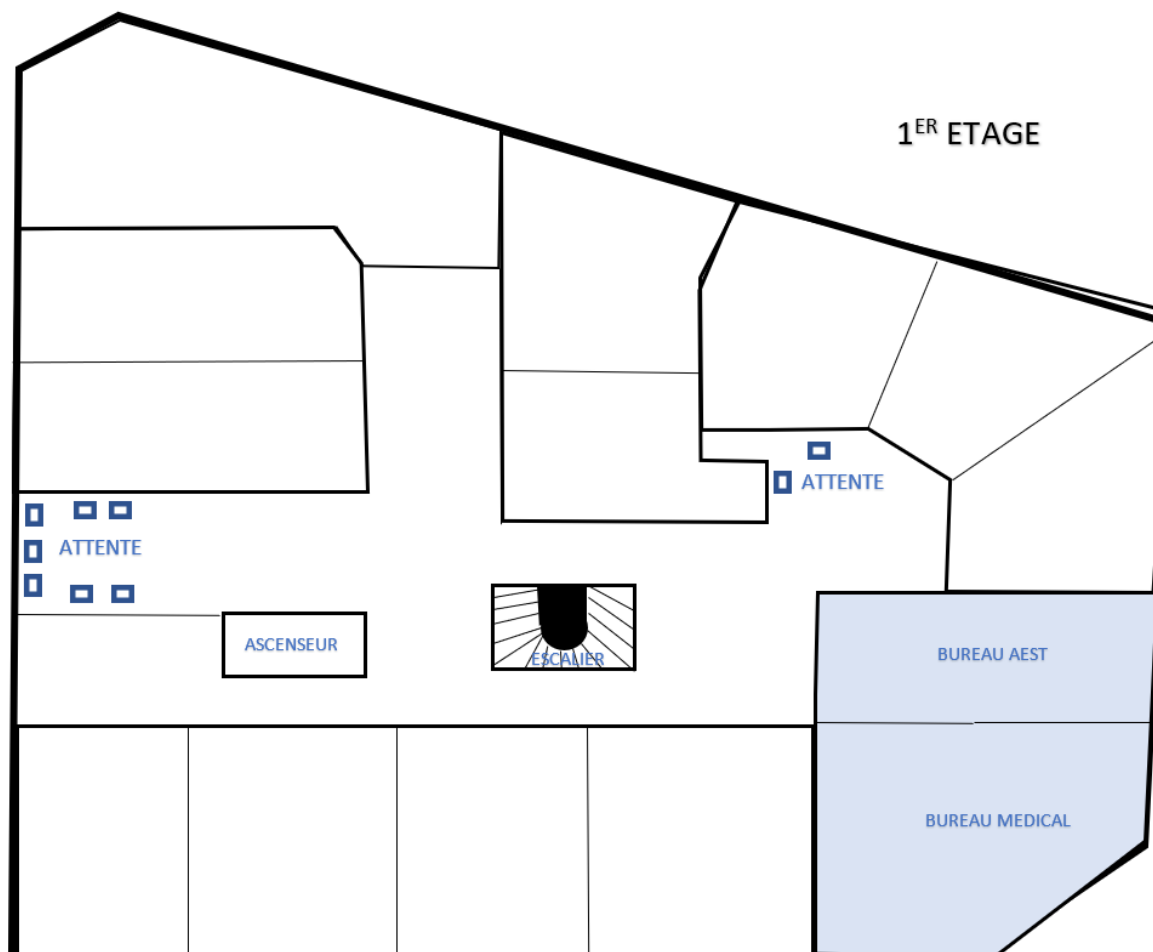 1ER ETAGE
ATTENTE
ATTENTE
ASCENSEUR
ESCALIER
BUREAU AEST
BUREAU MEDICAL